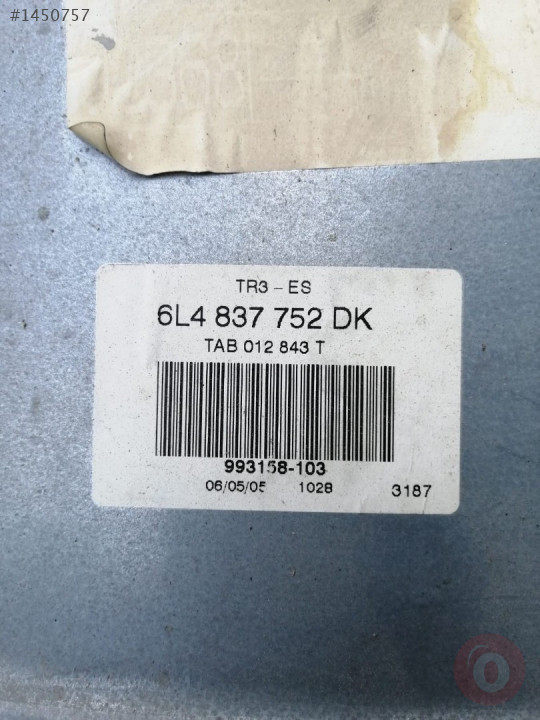 #1450757
TR3-ES
6L4 837 752 DK
TAB 012 843 T
993158-103
06/05/05 1028 3187